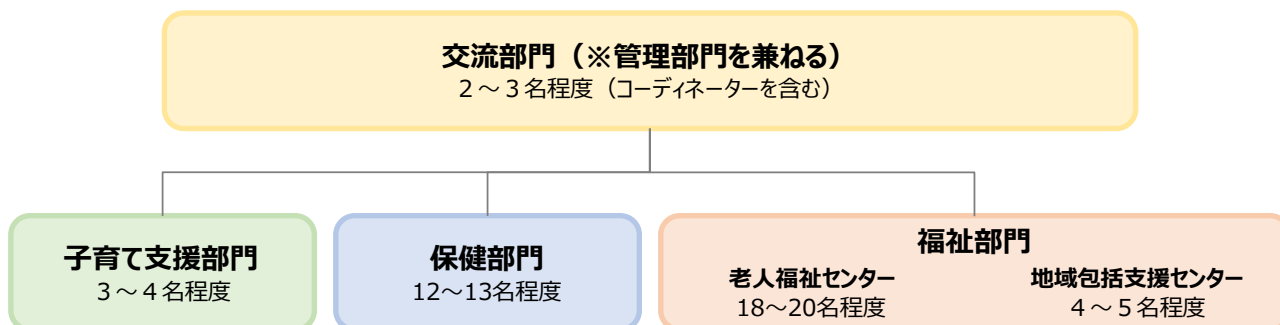 交流部門（※管理部門を兼ねる）
２～３名程度（コーディネーターを含む）
子育て支援部門
３～４名程度
保健部門
12～13名程度
福祉部門
老人福祉センター
18～20名程度
地域包括支援センター
４～５名程度